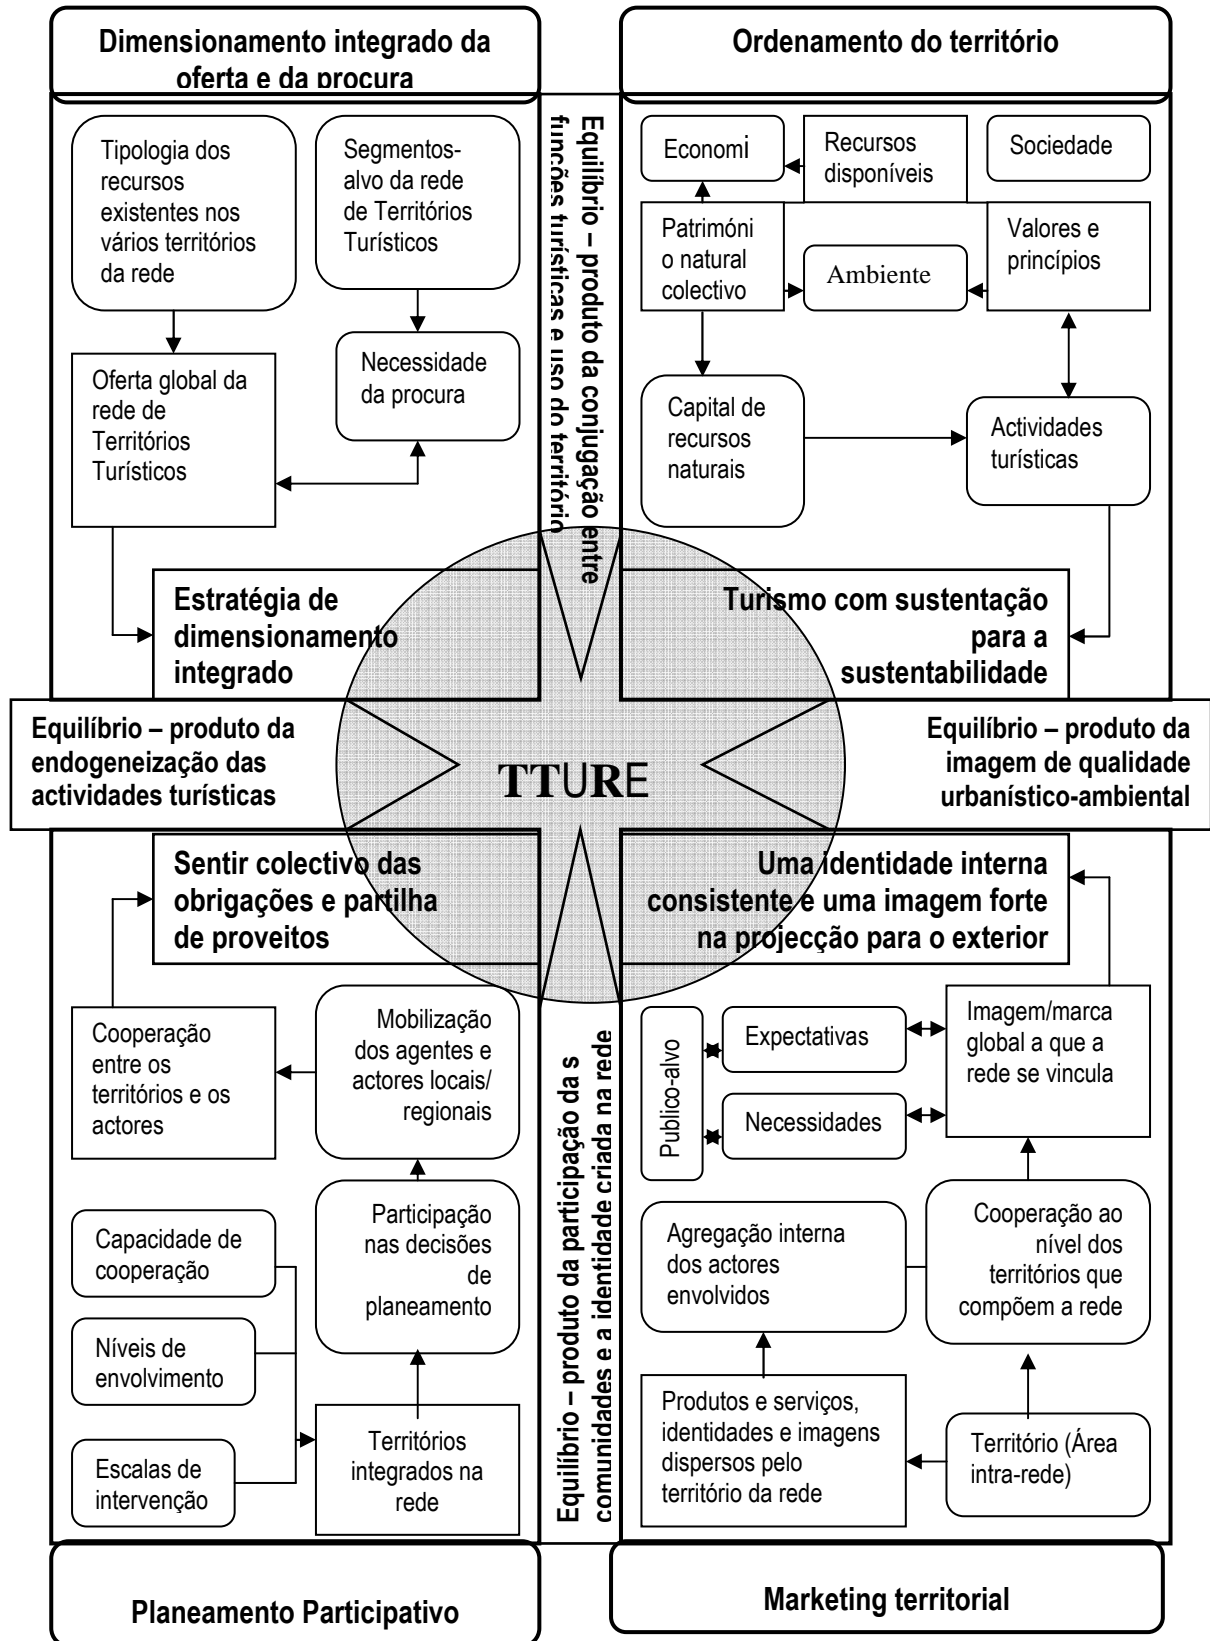 Dimensionamento integrado da
oferta e da procura
Ordenamento do território
Tipologia dos
recursos
existentes nos
vários territórios
da rede
Segmentos-
alvo da rede
de Territórios
Turísticos
Oferta global da
rede de
Territórios
Turísticos
Necessidade
da procura
Estratégia de
dimensionamento
integrado
Equilíbrio – produto da conjugação entre
funções turísticas e uso do território
Economi
Recursos
disponíveis
Sociedade
Patrimóni
o natural
colectivo
Ambiente
Valores e
princípios
Capital de
recursos
naturais
Actividades
turísticas
Turismo com sustentação
para a
sustentabilidade
Equilíbrio – produto da
endogeneização das
actividades turísticas
TTURE
Equilíbrio – produto da
imagem de qualidade
urbanístico-ambiental
Sentir colectivo das
obrigações e partilha
de proveitos
Cooperação
entre os
territórios e os
actores
Mobilização
dos agentes e
actores locais/
regionais
Capacidade de
cooperação
Níveis de
envolvimento
Escalas de
intervenção
Participação
nas decisões
de
planeamento
Territórios
integrados na
rede
Equilíbrio – produto da participação da s
comunidades e a identidade criada na rede
Uma identidade interna
consistente e uma imagem forte
na projecção para o exterior
Publico-alvo
Expectativas
Necessidades
Imagem/marca
global a que a
rede se vincula
Agregação interna
dos actores
envolvidos
Cooperação ao
nível dos
territórios que
compõem a rede
Produtos e serviços,
identidades e imagens
dispersos pelo
território da rede
Território (Área
intra-rede)
Planeamento Participativo
Marketing territorial